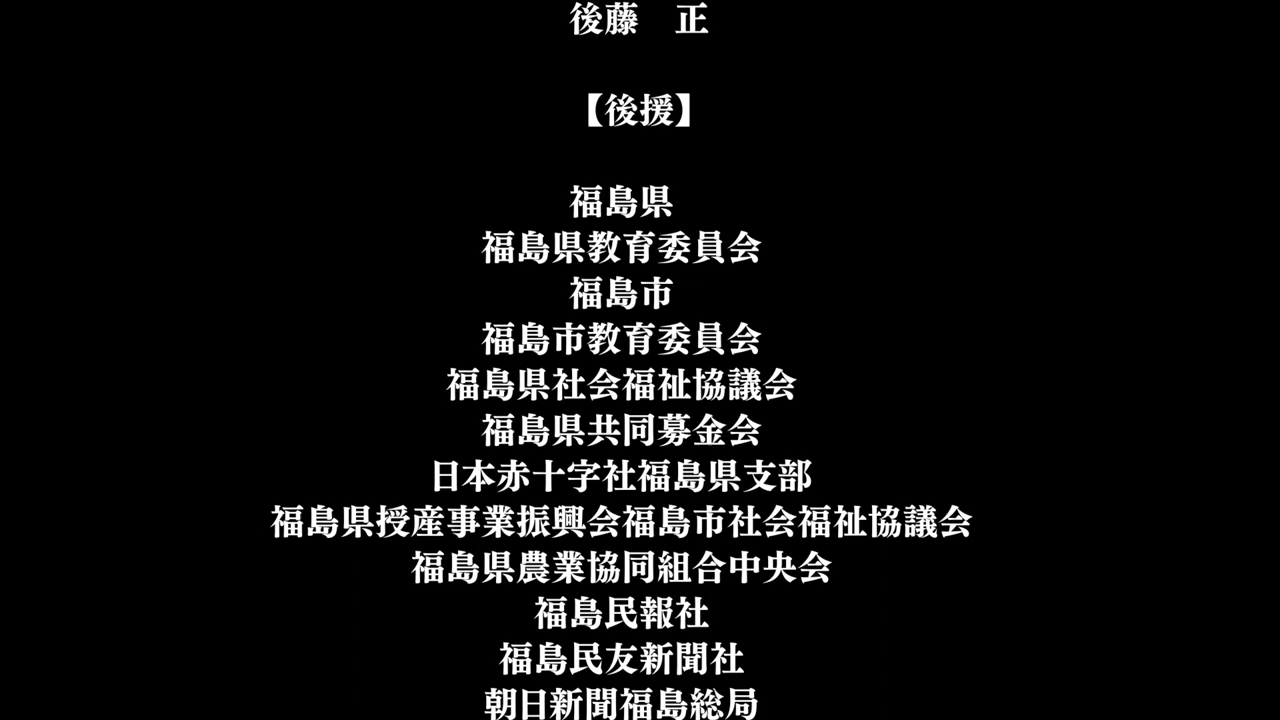 後藤　正
【後援】
福島県
福島県教育委員会
福島市
福島市教育委員会
福島県社会福祉協議会
福島県共同募金会
日本赤十字社福島県支部
福島県授産事業振興会福島市社会福祉協議会
福島県農業協同組合中央会
福島民報社
福島民友新聞社
朝日新聞福島総局